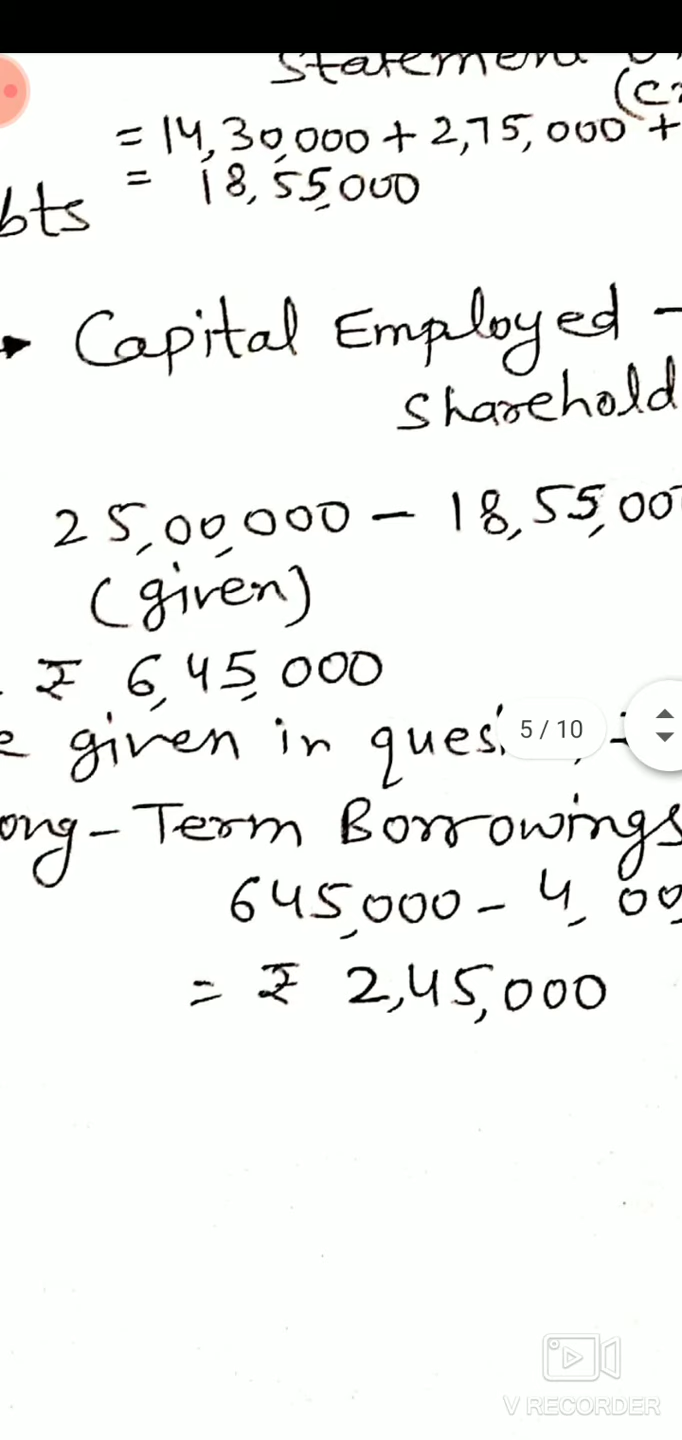 Statement
= 14,30,000 + 2,75,000 +
= 18,55,000
bts
Capital Employed -
Sharehold
25,00,000 - 18,55,00
(given)
₹ 6,45,000
e given in ques.
5 / 10
ong-Term Borrowings
645,000 - 4, 00,
= ₹ 2,45,000
V RECORDER